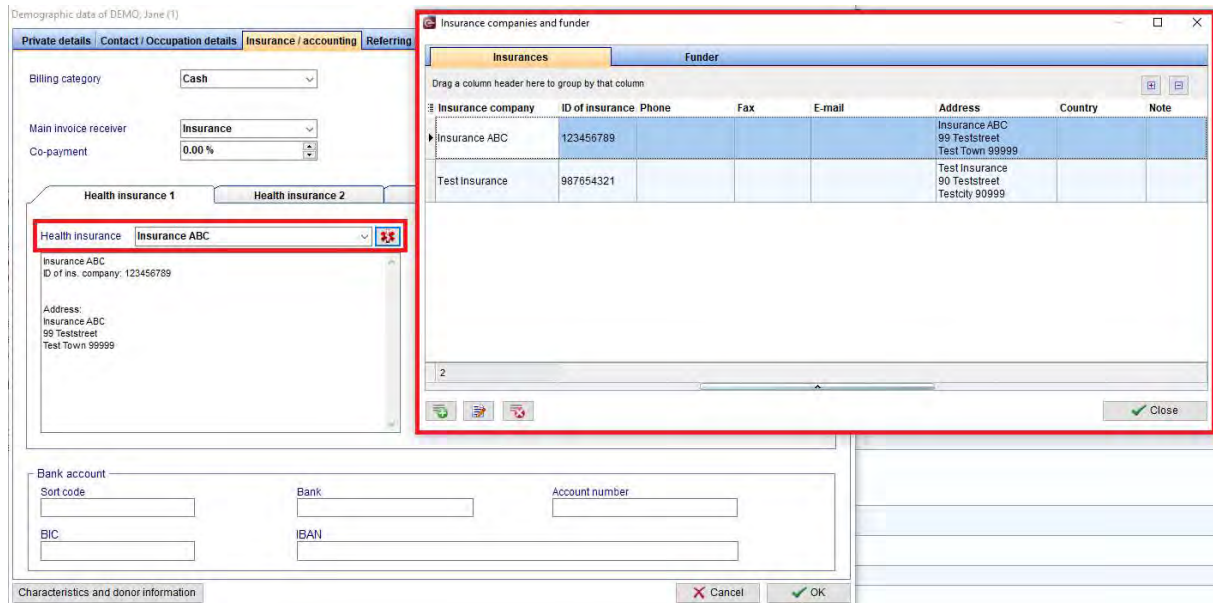 Demographic data of DEMO, Jane (1)
Private details Contact / Occupation details Insurance / accounting Referring
Billing category Cash
Main invoice receiver Insurance
Co-payment 0.00 %
Health insurance 1 Health insurance 2
Health insurance Insurance ABC
Insurance ABC
ID of ins. company: 123456789
Address:
Insurance ABC
99 Teststreet
Test Town 99999
Bank account
Sort code Bank Account number
BIC IBAN
Characteristics and donor information Cancel OK
Insurance companies and funder
Insurances Funder
Drag a column header here to group by that column
Insurance company ID of insurance Phone Fax E-mail Address Country Note
Insurance ABC 123456789 Insurance ABC
99 Teststreet
Test Town 99999
Test Insurance 987654321 Test Insurance
90 Teststreet
Testcity 90999
2
Close